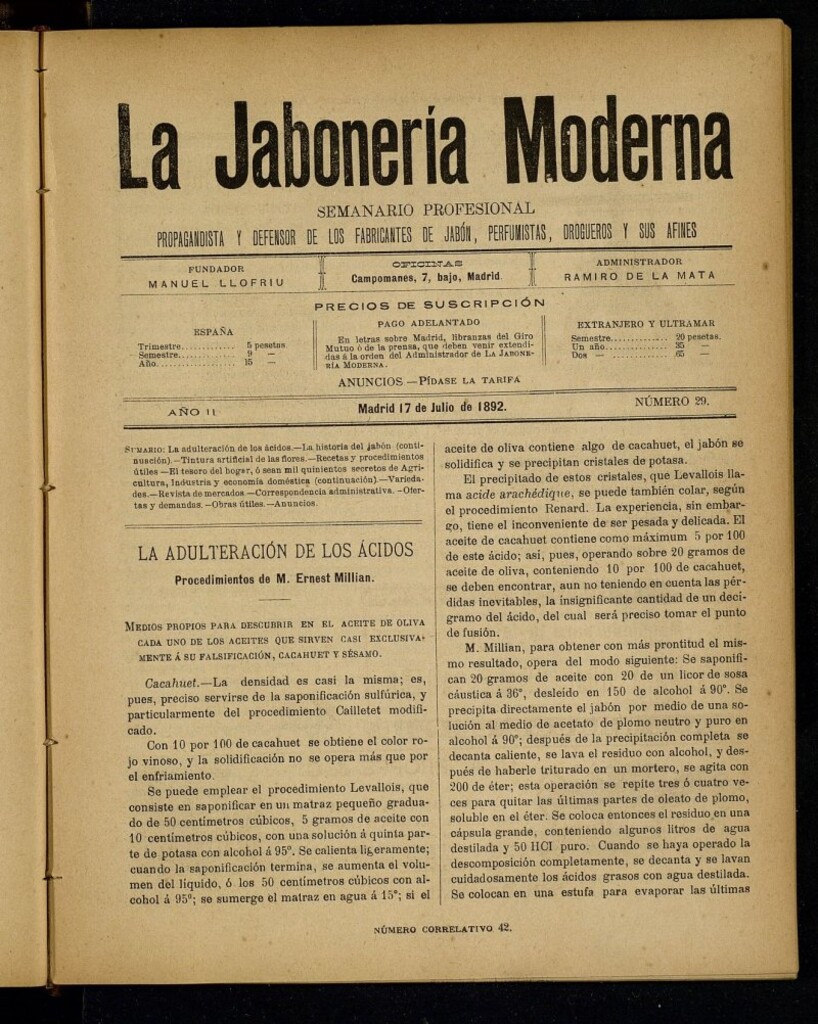 La Jabonería Moderna
SEMANARIO PROFESIONAL
PROPAGANDISTA Y DEFENSOR DE LOS FABRICANTES DE JABÓN, PERFUMISTAS, DROGUEROS Y SUS AFINES
FUNDADOR
MANUEL LLOFRIU
OFICINAS
Campomanes, 7, bajo, Madrid.
ADMINISTRADOR
RAMIRO DE LA MATA
PRECIOS DE SUSCRIPCIÓN
ESPAÑA
Trimestre............ 5 pesetas.
Semestre............ 9 —
Año................... 15 —
PAGO ADELANTADO
En letras sobre Madrid, libranzas del Giro
Mutuo ó de la prensa, que deben venir extendi-
das á la orden del Administrador de LA JABONE-
RÍA MODERNA.
EXTRANJERO Y ULTRAMAR
Semestre............. 20 pesetas.
Un año............... 35 —
Dos — ............... 65 —
ANUNCIOS — PÍDASE LA TARIFA
AÑO II
Madrid 17 de Julio de 1892.
NÚMERO 29.
SUMARIO: La adulteración de los ácidos.—La historia del jabón (conti-
nuación).—Tintura artificial de las flores.—Recetas y procedimientos
útiles —El tesoro del hogar, ó sean mil quinientos secretos de Agri-
cultura, Industria y economía doméstica (continuación).—Varieda-
des.—Revista de mercados.—Correspondencia administrativa.—Ofer-
tas y demandas.—Obras útiles.—Anuncios.
LA ADULTERACIÓN DE LOS ÁCIDOS
Procedimientos de M. Ernest Millian.
MEDIOS PROPIOS PARA DESCUBRIR EN EL ACEITE DE OLIVA
CADA UNO DE LOS ACEITES QUE SIRVEN CASI EXCLUSIVA-
MENTE Á SU FALSIFICACIÓN, CACAHUET Y SÉSAMO.
Cacahuet.—La densidad es casi la misma; es,
pues, preciso servirse de la saponificación sulfúrica, y
particularmente del procedimiento Cailletet modifi-
cado.
Con 10 por 100 de cacahuet se obtiene el color ro-
jo vinoso, y la solidificación no se opera más que por
el enfriamiento.
Se puede emplear el procedimiento Levallois, que
consiste en saponificar en un matraz pequeño gradua-
do de 50 centímetros cúbicos, 5 gramos de aceite con
10 centímetros cúbicos, con una solución á quinta par-
te de potasa con alcohol á 95°. Se calienta ligeramente;
cuando la saponificación termina, se aumenta el volu-
men del líquido, ó los 50 centímetros cúbicos con al-
cohol á 95°; se sumerge el matraz en agua á 15°; si el
aceite de oliva contiene algo de cacahuet, el jabón se
solidifica y se precipitan cristales de potasa.
El precipitado de estos cristales, que Levallois lla-
ma acide arachédique, se puede también colar, según
el procedimiento Renard. La experiencia, sin embar-
go, tiene el inconveniente de ser pesada y delicada. El
aceite de cacahuet contiene como máximum 5 por 100
de este ácido; así, pues, operando sobre 20 gramos de
aceite de oliva, conteniendo 10 por 100 de cacahuet,
se deben encontrar, aun no teniendo en cuenta las pér-
didas inevitables, la insignificante cantidad de un deci-
gramo del ácido, del cual será preciso tomar el punto
de fusión.
M. Millian, para obtener con más prontitud el mis-
mo resultado, opera del modo siguiente: Se saponifi-
can 20 gramos de aceite con 20 de un licor de sosa
cáustica á 36°, desleído en 150 de alcohol á 90°. Se
precipita directamente el jabón por medio de una so-
lución al medio de acetato de plomo neutro y puro en
alcohol á 90°; después de la precipitación completa se
decanta caliente, se lava el residuo con alcohol, y des-
pués de haberle triturado en un mortero, se agita con
200 de éter; esta operación se repite tres ó cuatro ve-
ces para quitar las últimas partes de oleato de plomo,
soluble en el éter. Se coloca entonces el residuo en una
cápsula grande, conteniendo algunos litros de agua
destilada y 50 HCl puro. Cuando se haya operado la
descomposición completamente, se decanta y se lavan
cuidadosamente los ácidos grasos con agua destilada.
Se colocan en una estufa para evaporar las últimas
NÚMERO CORRELATIVO 42.